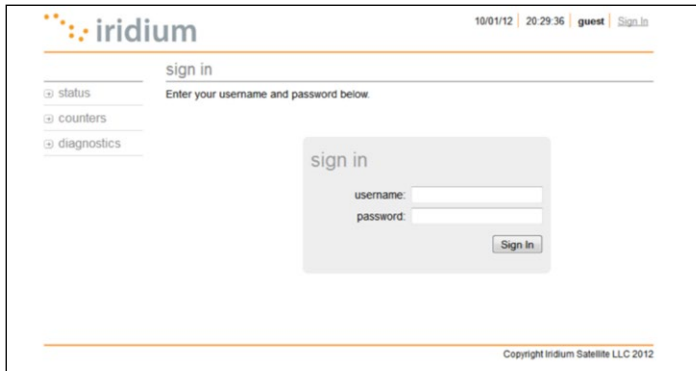 iridium
10/01/12 20:29:36 guest Sign In
sign in
Enter your username and password below.
status
counters
diagnostics
sign in
username:
password:
Sign In
Copyright Iridium Satellite LLC 2012